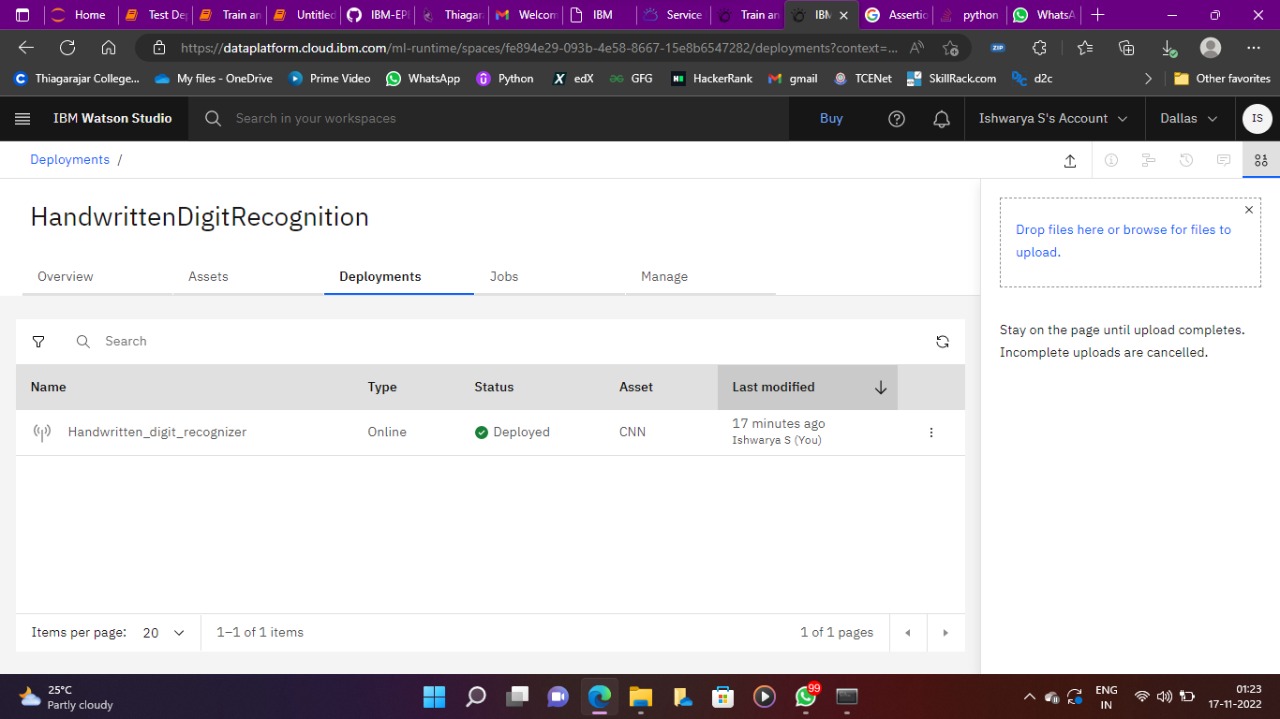 Home
Test De
Train an
Untitled
IBM-EPI
Thiagar
Welcom
IBM
Service
Train an
IBM
Assertic
python
WhatsA
https://dataplatform.cloud.ibm.com/ml-runtime/spaces/fe894e29-093b-4e58-8667-15e8b6547282/deployments?context=...
ZIP
Thiagarajar College...
My files - OneDrive
Prime Video
WhatsApp
Python
edX
GFG
HackerRank
gmail
TCENet
SkillRack.com
d2c
Other favorites
IBM Watson Studio
Search in your workspaces
Buy
Ishwarya S's Account
Dallas
IS
Deployments /
HandwrittenDigitRecognition
Overview
Assets
Deployments
Jobs
Manage
Drop files here or browse for files to
upload.
Stay on the page until upload completes.
Incomplete uploads are cancelled.
Search
Name
Type
Status
Asset
Last modified
Handwritten_digit_recognizer
Online
Deployed
CNN
17 minutes ago
Ishwarya S (You)
Items per page: 20
1–1 of 1 items
1 of 1 pages
25°C
Partly cloudy
99
ENG
IN
01:23
17-11-2022